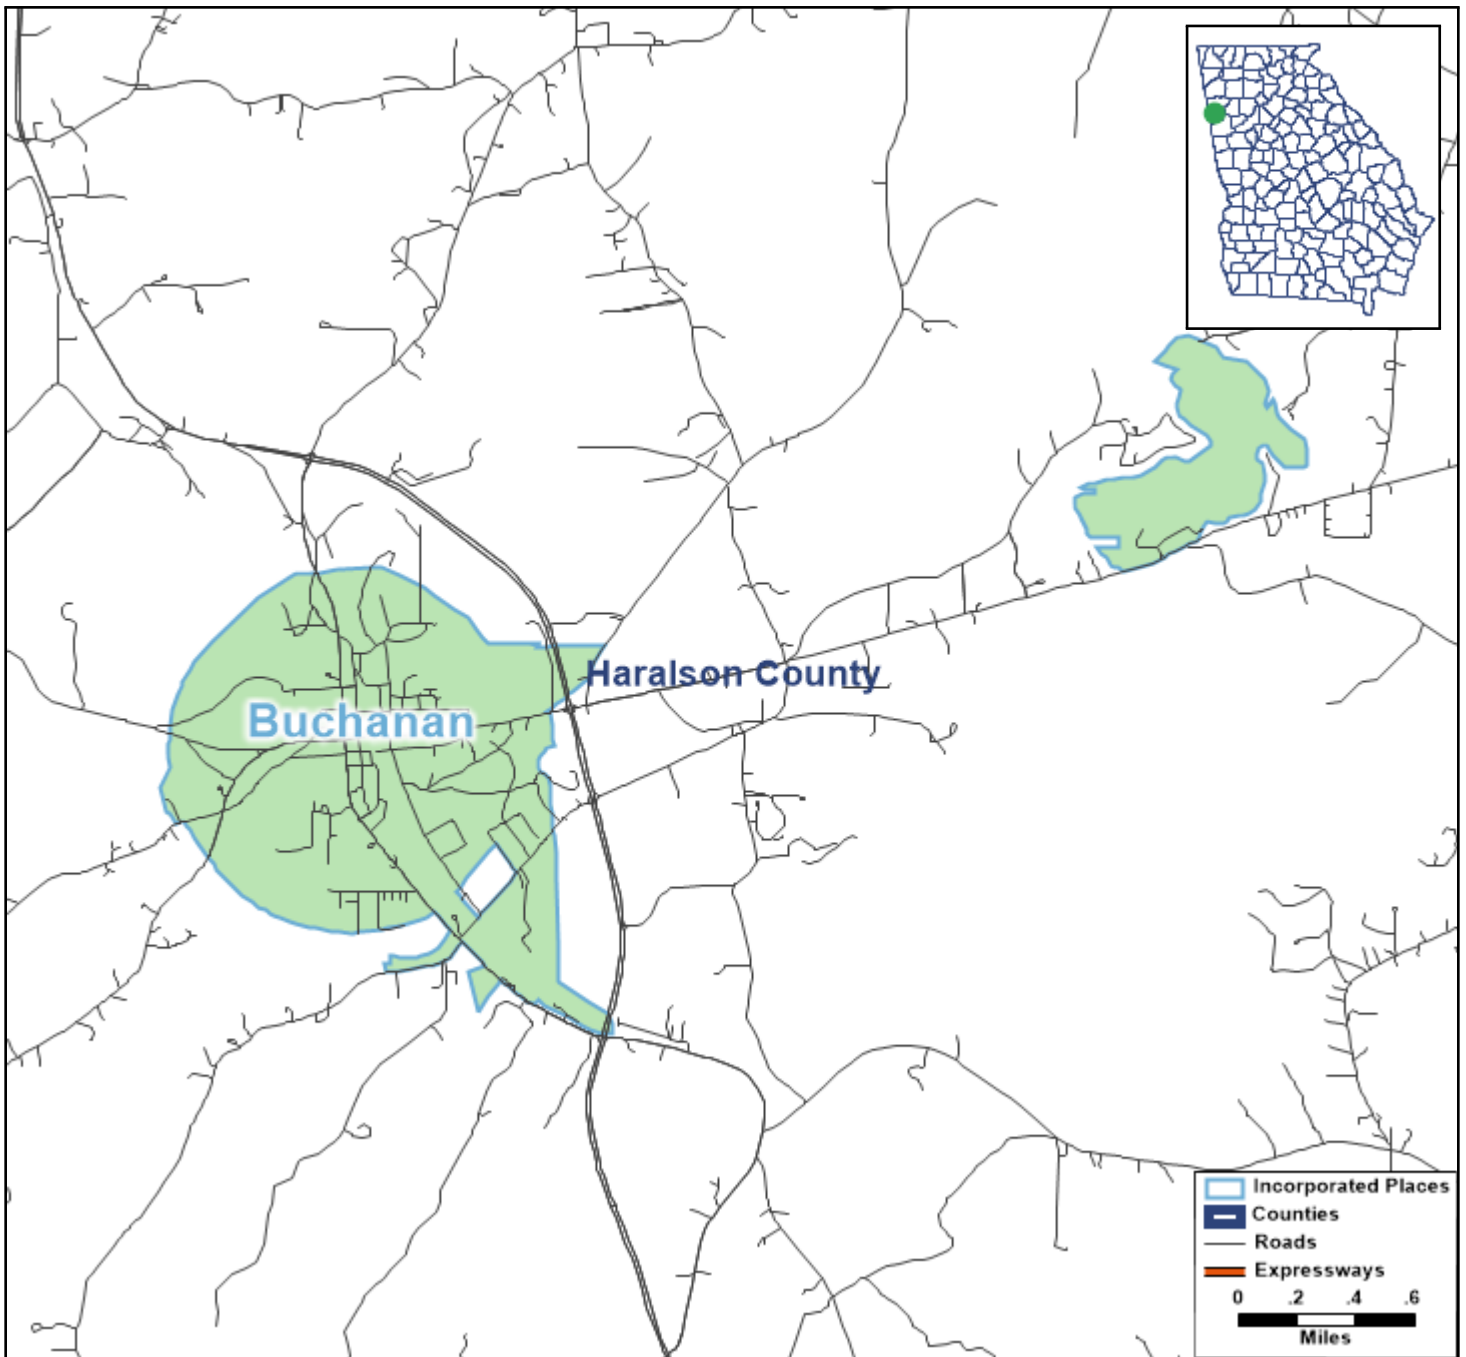 Haralson County
Buchanan
Incorporated Places
Counties
Roads
Expressways
0 .2 .4 .6
Miles